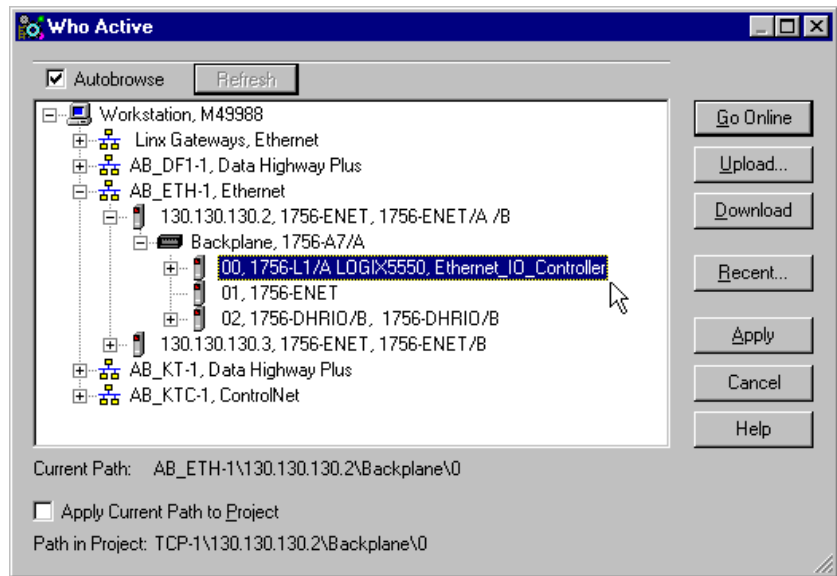 Who Active
Autobrowse
Refresh
Workstation, M49988
Linx Gateways, Ethernet
AB_DF1-1, Data Highway Plus
AB_ETH-1, Ethernet
130.130.130.2, 1756-ENET, 1756-ENET/A /B
Backplane, 1756-A7/A
00, 1756-L1/A LOGIX5550, Ethernet_IO_Controller
01, 1756-ENET
02, 1756-DHRIO/B, 1756-DHRIO/B
130.130.130.3, 1756-ENET, 1756-ENET/B
AB_KT-1, Data Highway Plus
AB_KTC-1, ControlNet
Go Online
Upload...
Download
Recent...
Apply
Cancel
Help
Current Path: AB_ETH-1\130.130.130.2\Backplane\0
Apply Current Path to Project
Path in Project: TCP-1\130.130.130.2\Backplane\0